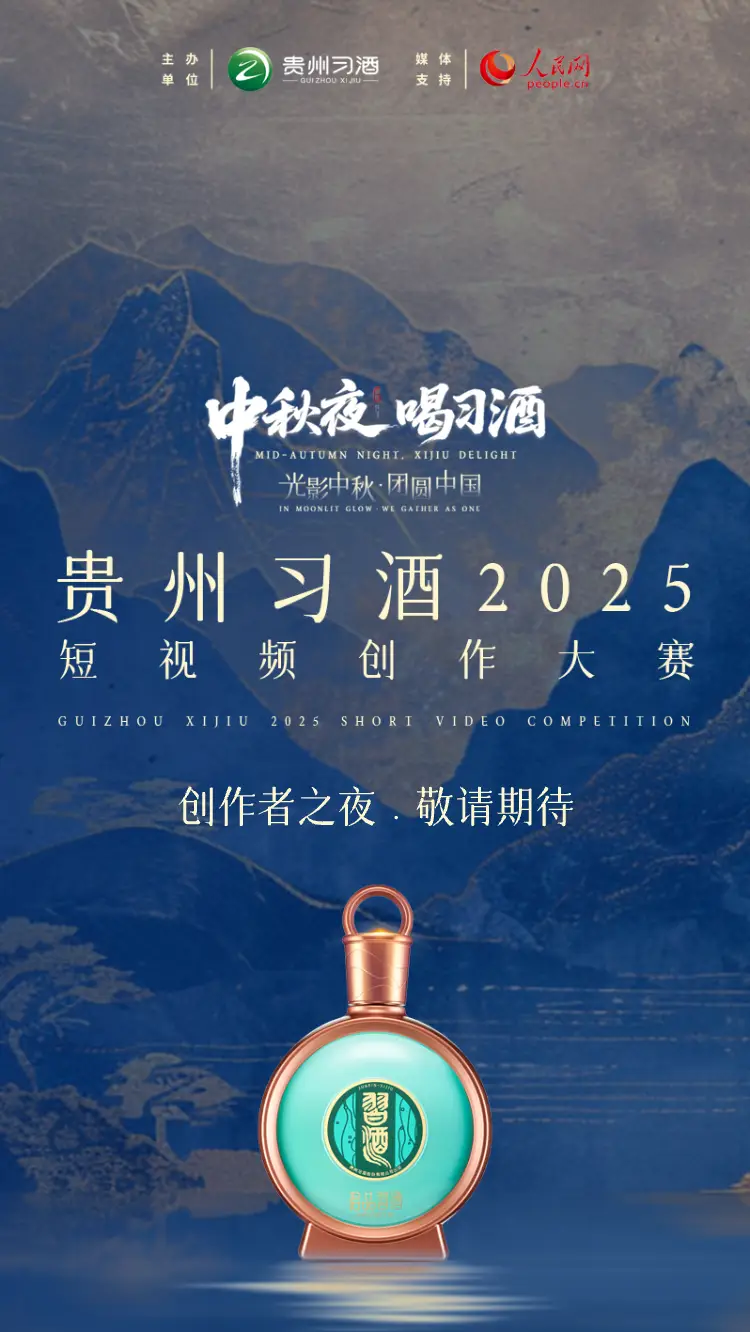 主办
单位
贵州习酒
GUIZHOU XIJIU
媒体
支持
人民网
people.cn
中秋夜 喝习酒
MID-AUTUMN NIGHT, XIJIU DELIGHT
光影中秋·团圆中国
IN MOONLIT GLOW · WE GATHER AS ONE
贵州习酒2025
短视频创作大赛
GUIZHOU XIJIU 2025 SHORT VIDEO COMPETITION
创作者之夜.敬请期待
習酒